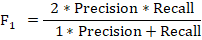 F₁ = 2 * Precision * Recall / 1 * Precision + Recall